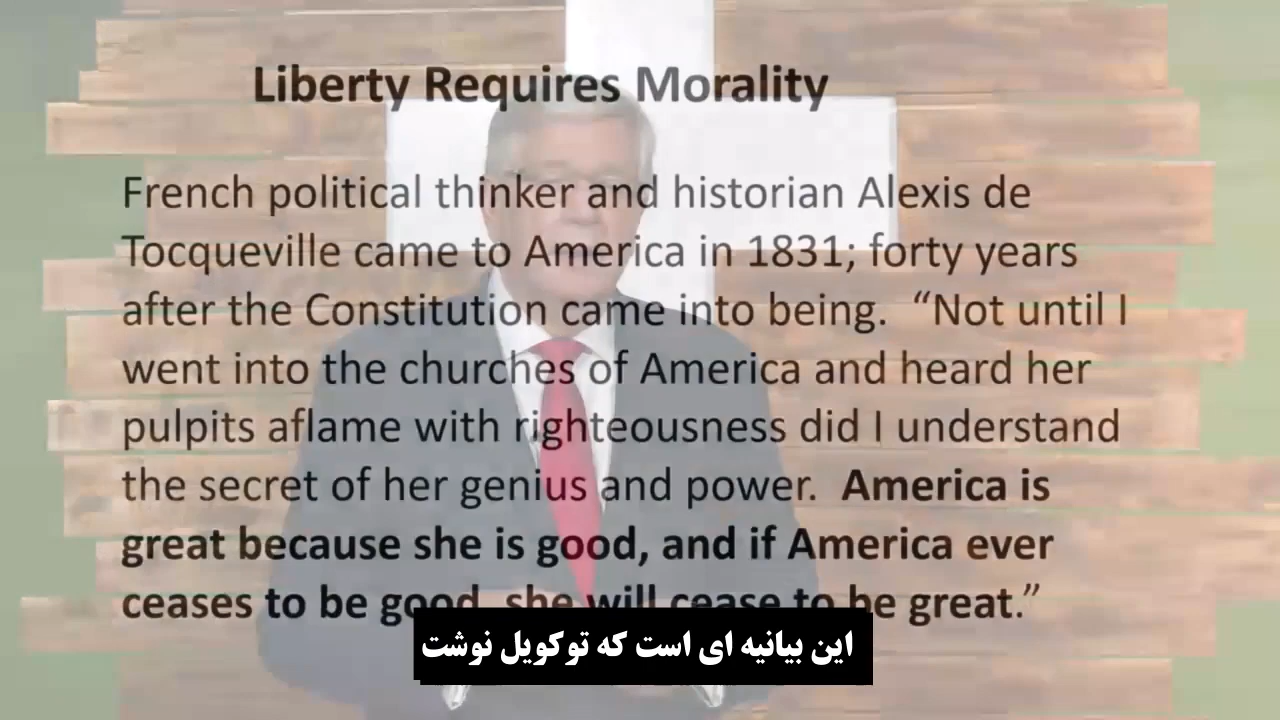 Liberty Requires Morality
French political thinker and historian Alexis de
Tocqueville came to America in 1831; forty years
after the Constitution came into being.  “Not until I
went into the churches of America and heard her
pulpits aflame with righteousness did I understand
the secret of her genius and power.  America is
great because she is good, and if America ever
ceases to be good, she will cease to be great.”
این بیانیه ای است که توکویل نوشت